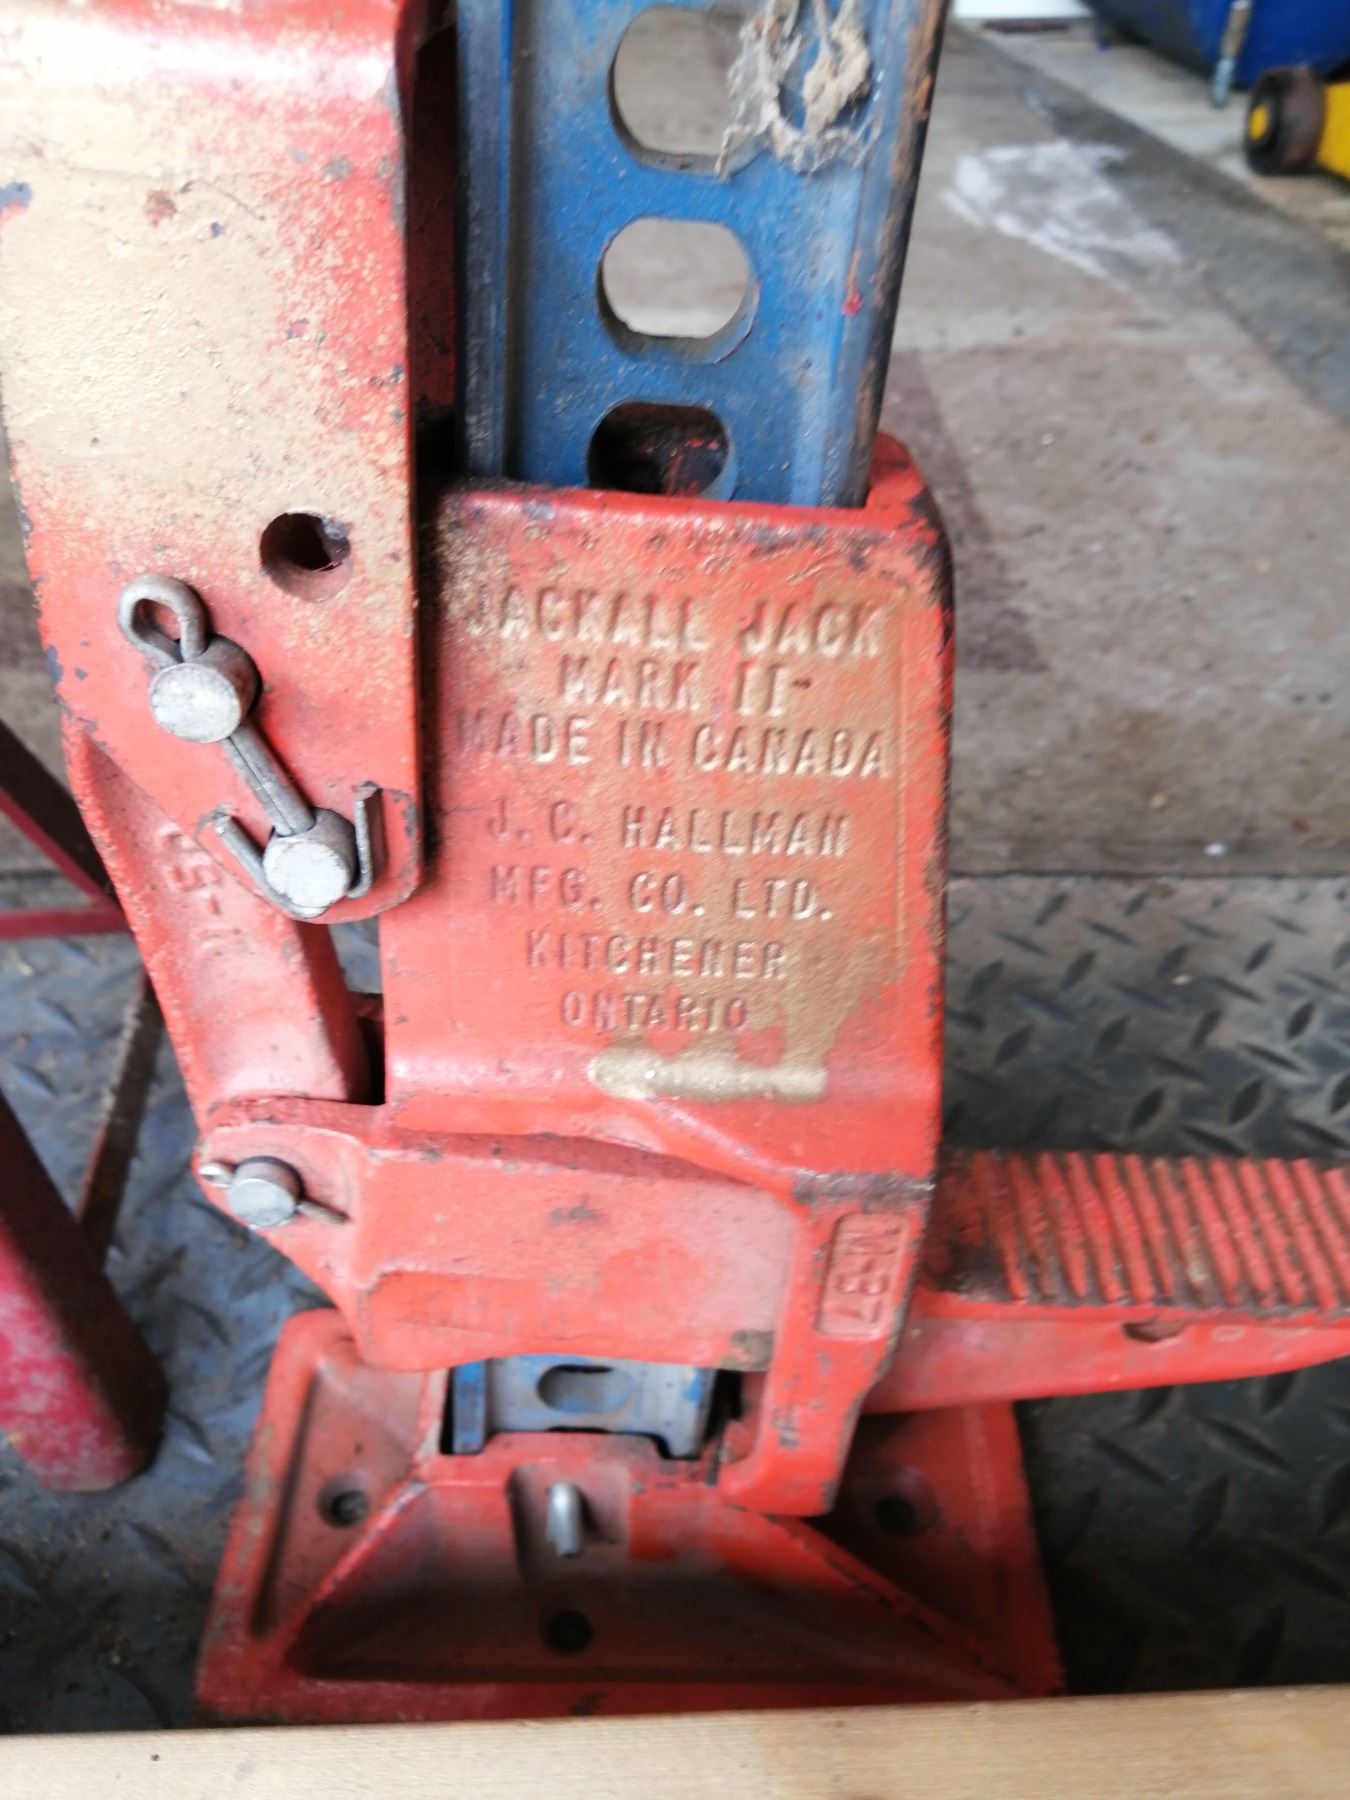 JACKALL JACK
MARK II
MADE IN CANADA
J. C. HALLMAN
MFG. CO. LTD.
KITCHENER
ONTARIO